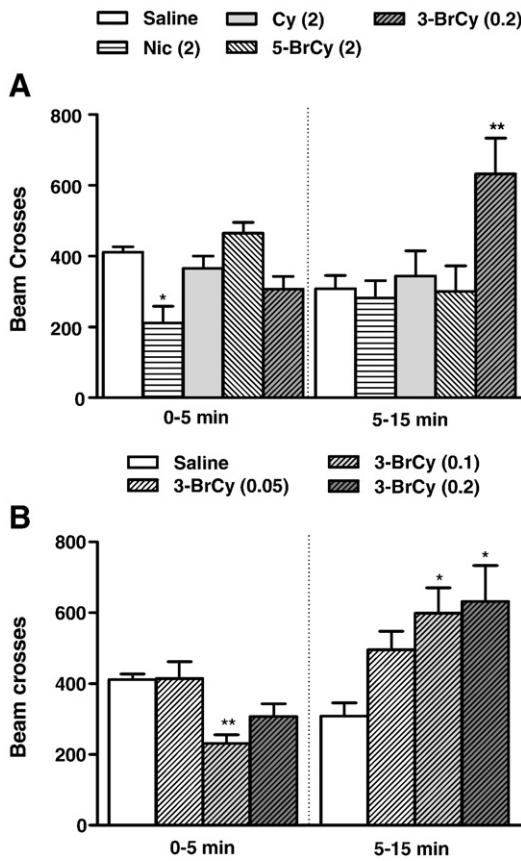 Saline Cy (2) 3-BrCy (0.2)
Nic (2) 5-BrCy (2)
A
800
**
600
Beam Crosses
400
*
200
0
0-5 min 5-15 min
Saline 3-BrCy (0.1)
3-BrCy (0.05) 3-BrCy (0.2)
B
800
* *
600
Beam crosses
400
**
200
0
0-5 min 5-15 min